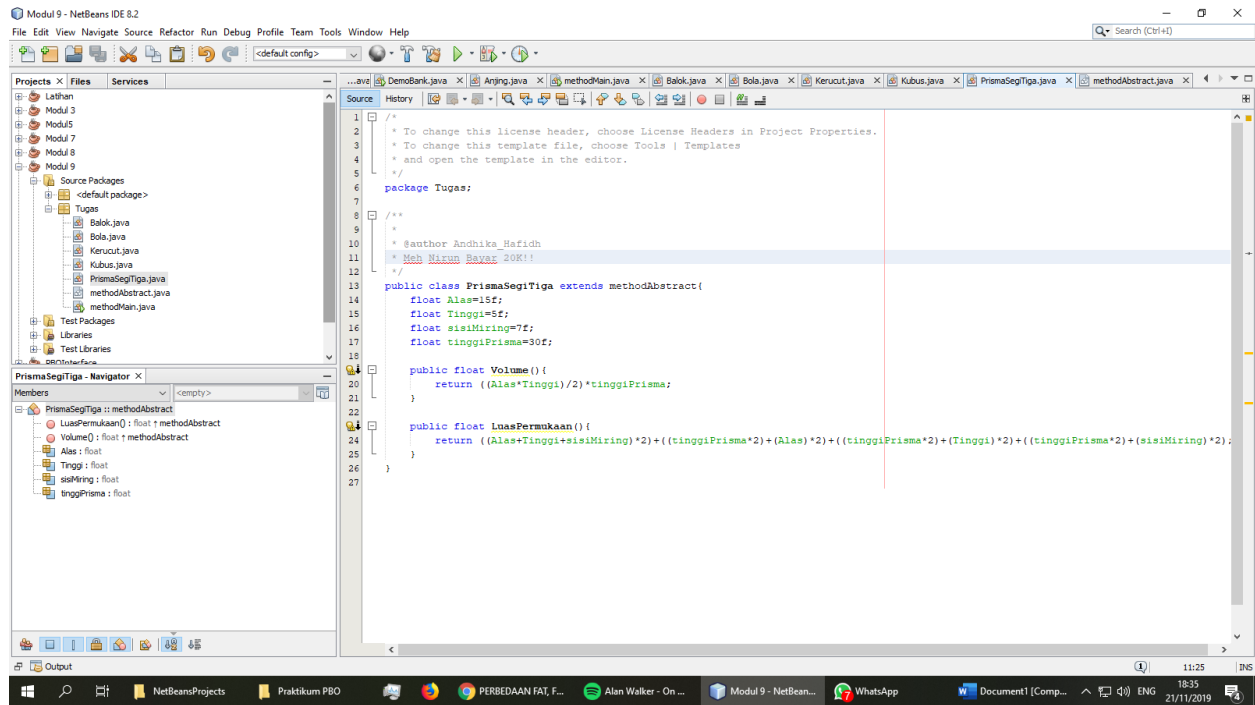 Modul 9 - NetBeans IDE 8.2
File Edit View Navigate Source Refactor Run Debug Profile Team Tools Window Help
Search (Ctrl+I)
<default config>
Projects Files Services
Latihan
Modul 3
Modul5
Modul 7
Modul 8
Modul 9
Source Packages
<default package>
Tugas
Balok.java
Bola.java
Kerucut.java
Kubus.java
PrismaSegiTiga.java
methodAbstract.java
methodMain.java
Test Packages
Libraries
Test Libraries
PBOInterface
PrismaSegiTiga - Navigator
Members <empty>
PrismaSegiTiga :: methodAbstract
LuasPermukaan() : float ↑ methodAbstract
Volume() : float ↑ methodAbstract
Alas : float
Tinggi : float
sisiMiring : float
tinggiPrisma : float
...ava DemoBank.java Anjing.java methodMain.java Balok.java Bola.java Kerucut.java Kubus.java PrismaSegiTiga.java methodAbstract.java
Source History
1 /*
2 * To change this license header, choose License Headers in Project Properties.
3 * To change this template file, choose Tools | Templates
4 * and open the template in the editor.
5 */
6 package Tugas;
7
8 /**
9 *
10 * @author Andhika_Hafidh
11 * Meh Nirun Bayar 20K!!
12 */
13 public class PrismaSegiTiga extends methodAbstract{
14 float Alas=15f;
15 float Tinggi=5f;
16 float sisiMiring=7f;
17 float tinggiPrisma=30f;
18
public float Volume(){
20 return ((Alas*Tinggi)/2)*tinggiPrisma;
21 }
22
public float LuasPermukaan(){
24 return ((Alas+Tinggi+sisiMiring)*2)+((tinggiPrisma*2)+(Alas)*2)+((tinggiPrisma*2)+(Tinggi)*2)+((tinggiPrisma*2)+(sisiMiring)*2);
25 }
26 }
27
Output
1 11:25 INS
NetBeansProjects Praktikum PBO PERBEDAAN FAT, F... Alan Walker - On ... Modul 9 - NetBean... 7 WhatsApp Document1 [Comp... ENG 18:35
21/11/2019 4